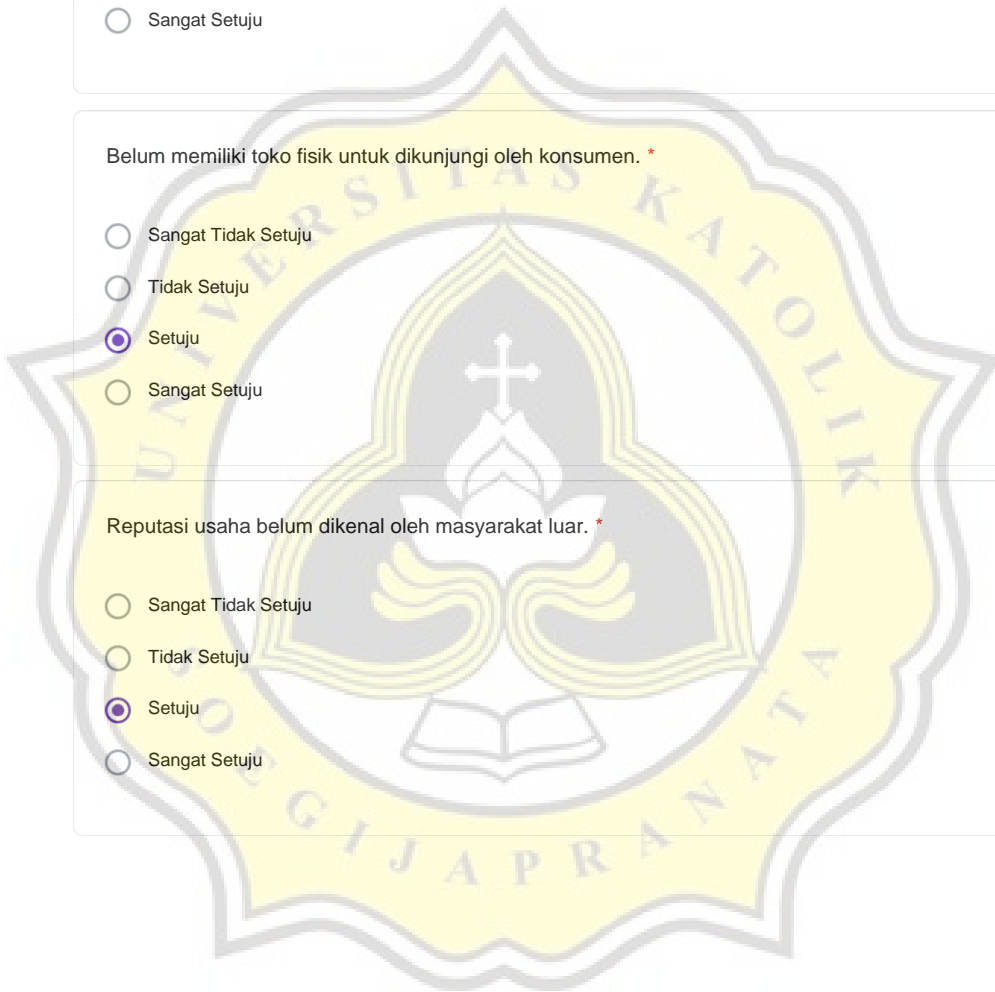 Sangat Setuju
Belum memiliki toko fisik untuk dikunjungi oleh konsumen. *
Sangat Tidak Setuju
Tidak Setuju
Setuju
Sangat Setuju
Reputasi usaha belum dikenal oleh masyarakat luar. *
Sangat Tidak Setuju
Tidak Setuju
Setuju
Sangat Setuju
UNIVERSITAS KATOLIK
SOEGIJAPRANATA